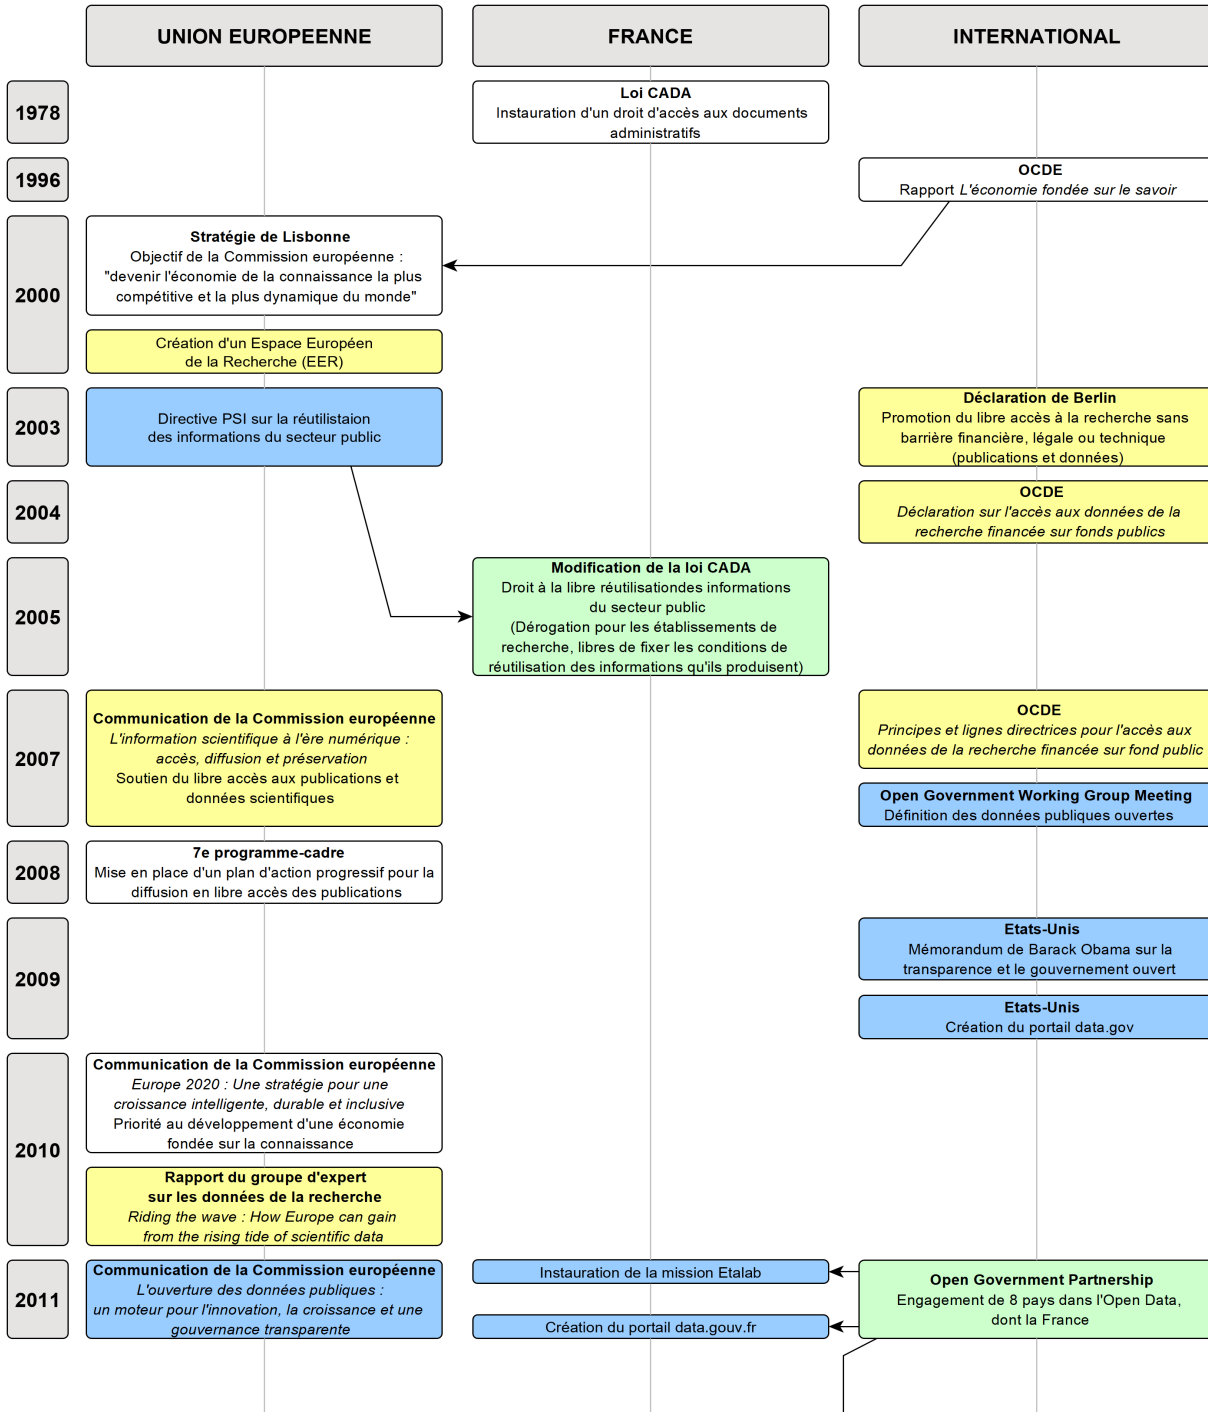 UNION EUROPEENNE
FRANCE
INTERNATIONAL
1978
Loi CADA
Instauration d'un droit d'accès aux documents
administratifs
1996
OCDE
Rapport L'économie fondée sur le savoir
2000
Stratégie de Lisbonne
Objectif de la Commission européenne :
"devenir l'économie de la connaissance la plus
compétitive et la plus dynamique du monde"
Création d'un Espace Européen
de la Recherche (EER)
2003
Directive PSI sur la réutilistaion
des informations du secteur public
Déclaration de Berlin
Promotion du libre accès à la recherche sans
barrière financière, légale ou technique
(publications et données)
2004
OCDE
Déclaration sur l'accès aux données de la
recherche financée sur fonds publics
2005
Modification de la loi CADA
Droit à la libre réutilisationdes informations
du secteur public
(Dérogation pour les établissements de
recherche, libres de fixer les conditions de
réutilisation des informations qu'ils produisent)
2007
Communication de la Commission européenne
L'information scientifique à l'ère numérique :
accès, diffusion et préservation
Soutien du libre accès aux publications et
données scientifiques
OCDE
Principes et lignes directrices pour l'accès aux
données de la recherche financée sur fond public
Open Government Working Group Meeting
Définition des données publiques ouvertes
2008
7e programme-cadre
Mise en place d'un plan d'action progressif pour la
diffusion en libre accès des publications
2009
Etats-Unis
Mémorandum de Barack Obama sur la
transparence et le gouvernement ouvert
Etats-Unis
Création du portail data.gov
2010
Communication de la Commission européenne
Europe 2020 : Une stratégie pour une
croissance intelligente, durable et inclusive
Priorité au développement d'une économie
fondée sur la connaissance
Rapport du groupe d'expert
sur les données de la recherche
Riding the wave : How Europe can gain
from the rising tide of scientific data
2011
Communication de la Commission européenne
L'ouverture des données publiques :
un moteur pour l'innovation, la croissance et une
gouvernance transparente
Instauration de la mission Etalab
Création du portail data.gouv.fr
Open Government Partnership
Engagement de 8 pays dans l'Open Data,
dont la France